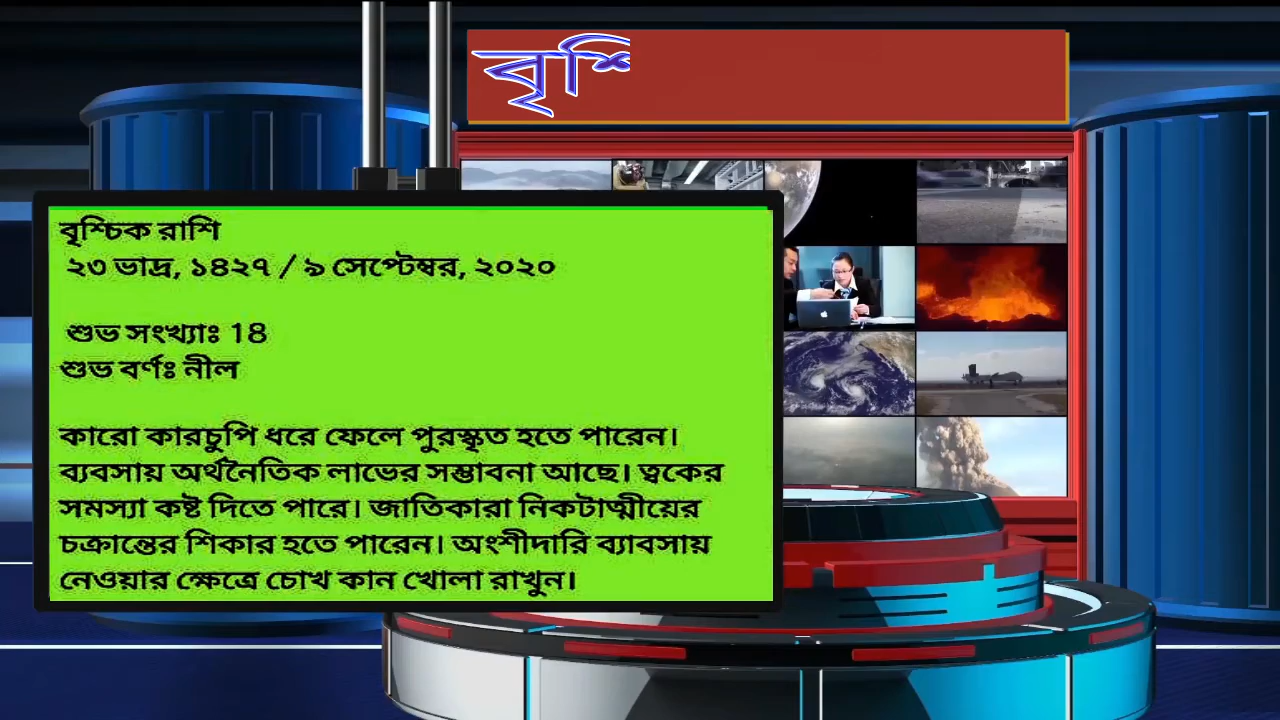 বৃশ্চি
বৃশ্চিক রাশি
২৩ ভাদ্র, ১৪২৭ / ৯ সেপ্টেম্বর, ২০২০
শুভ সংখ্যাঃ 18
শুভ বর্ণঃ নীল
কারো কারচুপি ধরে ফেলে পুরস্কৃত হতে পারেন।
ব্যবসায় অর্থনৈতিক লাভের সম্ভাবনা আছে। ত্বকের
সমস্যা কষ্ট দিতে পারে। জাতিকারা নিকটাত্মীয়ের
চক্রান্তের শিকার হতে পারেন। অংশীদারি ব্যাবসায়
নেওয়ার ক্ষেত্রে চোখ কান খোলা রাখুন।